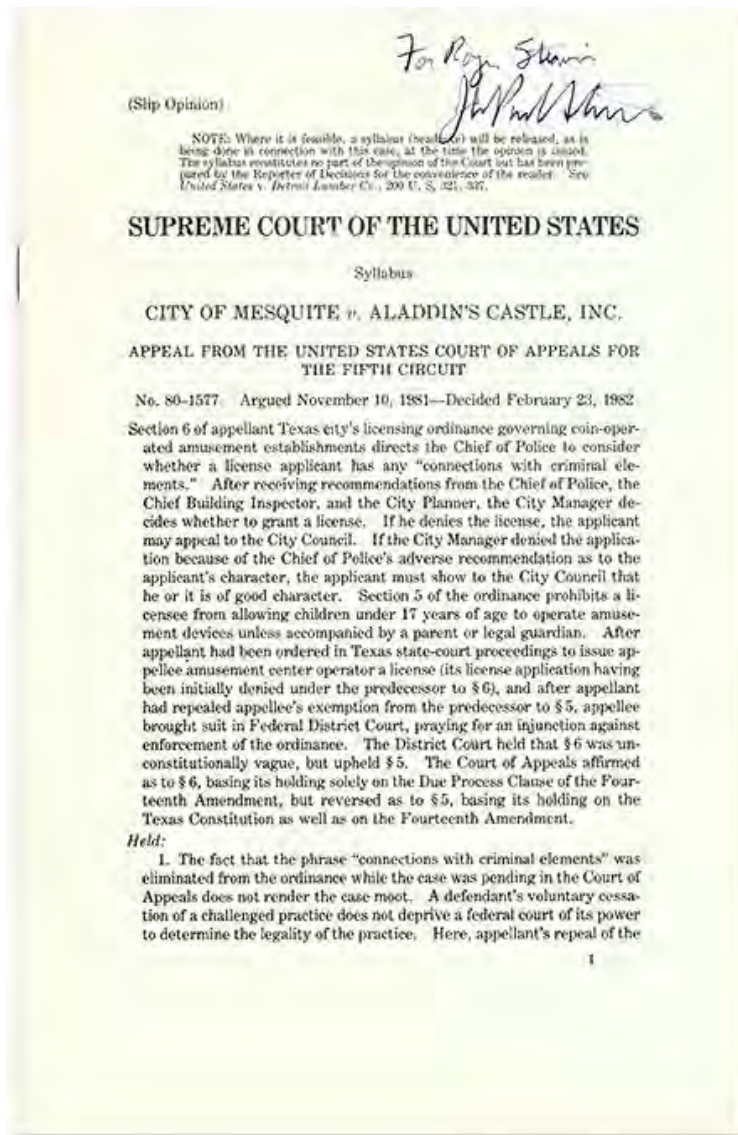 For Roger Stevin
John Paul Stevens
(Slip Opinion)
NOTE: Where it is feasible, a syllabus (headnote) will be released, as is
being done in connection with this case, at the time the opinion is issued.
The syllabus constitutes no part of the opinion of the Court but has been pre-
pared by the Reporter of Decisions for the convenience of the reader. See
United States v. Detroit Lumber Co., 200 U. S. 321, 337.
SUPREME COURT OF THE UNITED STATES
Syllabus
CITY OF MESQUITE v. ALADDIN'S CASTLE, INC.
APPEAL FROM THE UNITED STATES COURT OF APPEALS FOR
THE FIFTH CIRCUIT
No. 80–1577 Argued November 10, 1981—Decided February 23, 1982
Section 6 of appellant Texas city's licensing ordinance governing coin-oper-
ated amusement establishments directs the Chief of Police to consider
whether a license applicant has any "connections with criminal ele-
ments." After receiving recommendations from the Chief of Police, the
Chief Building Inspector, and the City Planner, the City Manager de-
cides whether to grant a license. If he denies the license, the applicant
may appeal to the City Council. If the City Manager denied the applica-
tion because of the Chief of Police's adverse recommendation as to the
applicant's character, the applicant must show to the City Council that
he or it is of good character. Section 5 of the ordinance prohibits a li-
censee from allowing children under 17 years of age to operate amuse-
ment devices unless accompanied by a parent or legal guardian. After
appellant had been ordered in Texas state-court proceedings to issue ap-
pellee amusement center operator a license (its license application having
been initially denied under the predecessor to § 6), and after appellant
had repealed appellee's exemption from the predecessor to § 5, appellee
brought suit in Federal District Court, praying for an injunction against
enforcement of the ordinance. The District Court held that § 6 was un-
constitutionally vague, but upheld § 5. The Court of Appeals affirmed
as to § 6, basing its holding solely on the Due Process Clause of the Four-
teenth Amendment, but reversed as to § 5, basing its holding on the
Texas Constitution as well as on the Fourteenth Amendment.
Held:
1. The fact that the phrase "connections with criminal elements" was
eliminated from the ordinance while the case was pending in the Court of
Appeals does not render the case moot. A defendant's voluntary cessa-
tion of a challenged practice does not deprive a federal court of its power
to determine the legality of the practice. Here, appellant's repeal of the
1